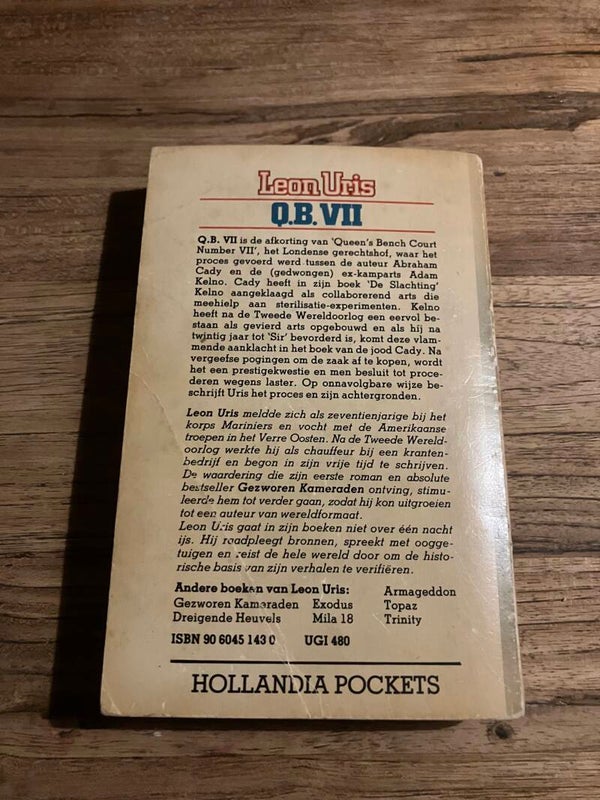 Leon Uris
Q.B. VII
Q.B. VII is de afkorting van 'Queen's Bench Court
Number VII', het Londense gerechtshof, waar het
proces gevoerd werd tussen de auteur Abraham
Cady en de (gedwongen) ex-kamparts Adam
Kelno. Cady heeft in zijn boek 'De Slachting'
Kelno aangeklaagd als collaborerend arts die
meehielp aan sterilisatie-experimenten. Kelno
heeft na de Tweede Wereldoorlog een eervol be-
staan als gevierd arts opgebouwd en als hij na
twintig jaar tot 'Sir' bevorderd is, komt deze vlam-
mende aanklacht in het boek van de jood Cady. Na
vergeefse pogingen om de zaak af te kopen, wordt
het een prestigekwestie en men besluit tot proce-
deren wegens laster. Op onnavolgbare wijze be-
schrijft Uris het proces en zijn achtergronden.
Leon Uris meldde zich als zeventienjarige bij het
korps Mariniers en vocht met de Amerikaanse
troepen in het Verre Oosten. Na de Tweede Wereld-
oorlog werkte hij als chauffeur bij een kranten-
bedrijf en begon in zijn vrije tijd te schrijven.
De waardering die zijn eerste roman en absolute
bestseller Gezworen Kameraden ontving, stimu-
leerde hem tot verder gaan, zodat hij kon uitgroeien
tot een auteur van wereldformaat.
Leon Uris gaat in zijn boeken niet over één nacht
ijs. Hij raadpleegt bronnen, spreekt met oogge-
tuigen en reist de hele wereld door om de histo-
rische basis van zijn verhalen te verifiëren.
Andere boeken van Leon Uris: Armageddon
Gezworen Kameraden Exodus Topaz
Dreigende Heuvels Mila 18 Trinity
ISBN 90 6045 143 0 UGI 480
HOLLANDIA POCKETS